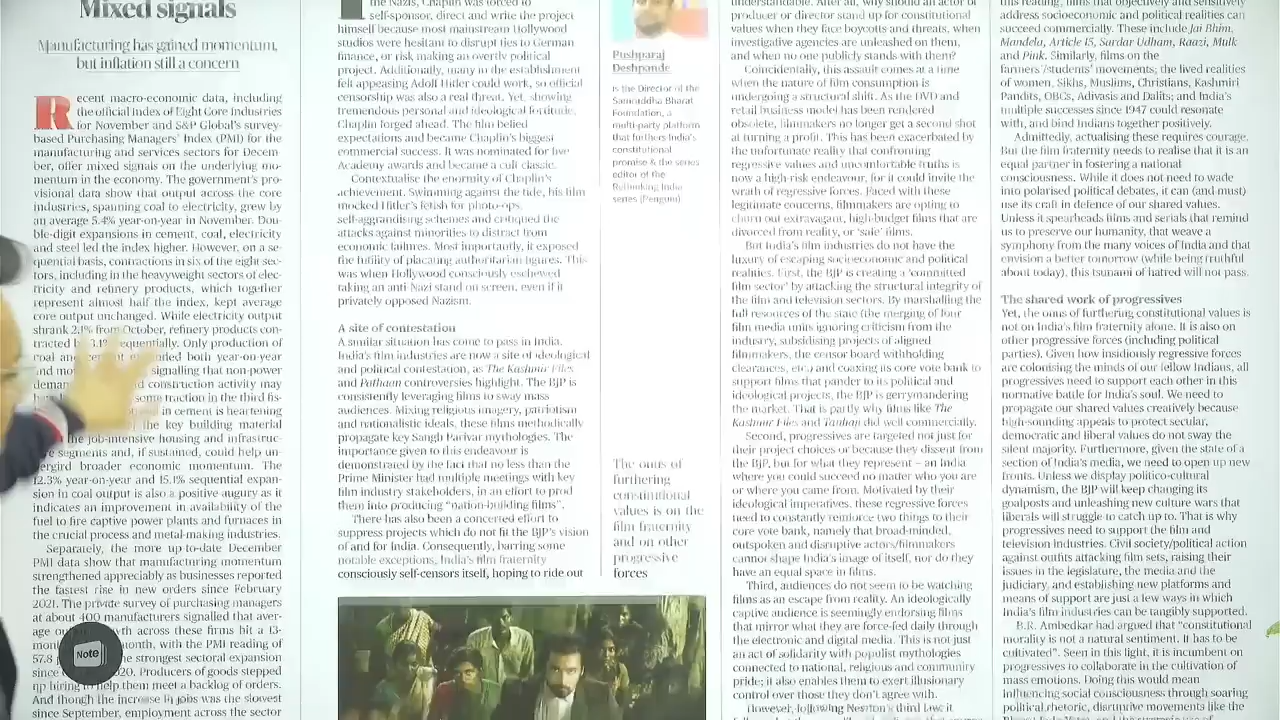 Mixed signals
Manufacturing has gained momentum,
but inflation still a concern
Recent macro-economic data, including
the official Index of Eight Core Industries
for November and S&P Global's survey-
based Purchasing Managers' Index (PMI) for the
manufacturing and services sectors for Decem-
ber, offer mixed signals on the underlying mo-
mentum in the economy. The government's pro-
visional data show that output across the core
industries, spanning coal to electricity, grew by
an average 5.4% year-on-year in November. Dou-
ble-digit expansions in cement, coal, electricity
and steel led the index higher. However, on a se-
quential basis, contractions in six of the eight sec-
tors, including in the heavyweight sectors of elec-
tricity and refinery products, which together
represent almost half the index, kept average
core output unchanged. While electricity output
shrank 2.1% from October, refinery products con-
tracted 3.1% sequentially. Only production of
coal and both year-on-year
and signalling that non-power
construction activity may
some traction in the third fis-
in cement is heartening
key building material
the job-intensive housing and infrastruc-
segments and, if sustained, could help un-
dergird broader economic momentum. The
12.3% year-on-year and 15.1% sequential expan-
sion in coal output is also a positive augury as it
indicates an improvement in availability of the
fuel to fire captive power plants and furnaces in
the crucial process and metal-making industries.
Separately, the more up-to-date December
PMI data show that manufacturing momentum
strengthened appreciably as businesses reported
the fastest rise in new orders since February
2021. The private survey of purchasing managers
at about 400 manufacturers signalled that aver-
age across these firms hit a 13-
month, with the PMI reading of
57.8 the strongest sectoral expansion
since 2020. Producers of goods stepped
up hiring to help them meet a backlog of orders.
And though the increase in jobs was the slowest
since September, employment across the sector
Note
the Nazis, Chaplin was forced to
self-sponsor, direct and write the project
himself because most mainstream Hollywood
studios were hesitant to disrupt ties to German
finance, or risk making an overtly political
project. Additionally, many in the establishment
felt appeasing Adolf Hitler could work, so official
censorship was also a real threat. Yet, showing
tremendous personal and ideological fortitude,
Chaplin forged ahead. The film belied
expectations and became Chaplin's biggest
commercial success. It was nominated for five
Academy awards and became a cult classic.
Contextualise the enormity of Chaplin's
achievement. Swimming against the tide, his film
mocked Hitler's fetish for photo-ops,
self-aggrandising schemes and critiqued the
attacks against minorities to distract from
economic failures. Most importantly, it exposed
the futility of placating authoritarian figures. This
was when Hollywood consciously eschewed
taking an anti-Nazi stand on screen, even if it
privately opposed Nazism.
A site of contestation
A similar situation has come to pass in India.
India's film industries are now a site of ideological
and political contestation, as The Kashmir Files
and Pathaan controversies highlight. The BJP is
consistently leveraging films to sway mass
audiences. Mixing religious imagery, patriotism
and nationalistic ideals, these films methodically
propagate key Sangh Parivar mythologies. The
importance given to this endeavour is
demonstrated by the fact that no less than the
Prime Minister had multiple meetings with key
film industry stakeholders, in an effort to prod
them into producing "nation-building films".
There has also been a concerted effort to
suppress projects which do not fit the BJP's vision
of and for India. Consequently, barring some
notable exceptions, India's film fraternity
consciously self-censors itself, hoping to ride out
Pushparaj
Deshpande
is the Director of the
Samruddha Bharat
Foundation, a
multi-party platform
that furthers India's
constitutional
promise & the series
editor of the
Rethinking India
series (Penguin)
The onus of
furthering
constitutional
values is on the
film fraternity
and on other
progressive
forces
understandable. After all, why should an actor or
producer or director stand up for constitutional
values when they face boycotts and threats, when
investigative agencies are unleashed on them,
and when no one publicly stands with them?
Coincidentally, this assault comes at a time
when the nature of film consumption is
undergoing a structural shift. As the DVD and
retail business model has been rendered
obsolete, filmmakers no longer get a second shot
at turning a profit. This has been exacerbated by
the unfortunate reality that confronting
regressive values and uncomfortable truths is
now a high-risk endeavour, for it could invite the
wrath of regressive forces. Faced with these
legitimate concerns, filmmakers are opting to
churn out extravagant, high-budget films that are
divorced from reality, or 'safe' films.
But India's film industries do not have the
luxury of escaping socioeconomic and political
realities. First, the BJP is creating a 'committed
film sector' by attacking the structural integrity of
the film and television sectors. By marshalling the
full resources of the state (the merging of four
film media units ignoring criticism from the
industry, subsidising projects of aligned
filmmakers, the censor board withholding
clearances, etc.) and coaxing its core vote bank to
support films that pander to its political and
ideological projects, the BJP is gerrymandering
the market. That is partly why films like The
Kashmir Files and Tanhaji did well commercially.
Second, progressives are targeted not just for
their project choices or because they dissent from
the BJP, but for what they represent — an India
where you could succeed no matter who you are
or where you came from. Motivated by their
ideological imperatives, these regressive forces
need to constantly reinforce two things to their
core vote bank, namely that broad-minded,
outspoken and disruptive actors/filmmakers
cannot shape India's image of itself, nor do they
have an equal space in films.
Third, audiences do not seem to be watching
films as an escape from reality. An ideologically
captive audience is seemingly endorsing films
that mirror what they are force-fed daily through
the electronic and digital media. This is not just
an act of solidarity with populist mythologies
connected to national, religious and community
pride; it also enables them to exert illusionary
control over those they don't agree with.
However, following Newton's third law, it
this reading, films that objectively and sensitively
address socioeconomic and political realities can
succeed commercially. These include Jai Bhim,
Mandela, Article 15, Sardar Udham, Raazi, Mulk
and Pink. Similarly, films on the
farmers'/students' movements; the lived realities
of women, Sikhs, Muslims, Christians, Kashmiri
Pandits, OBCs, Adivasis and Dalits; and India's
multiple successes since 1947 could resonate
with, and bind Indians together positively.
Admittedly, actualising these requires courage.
But the film fraternity needs to realise that it is an
equal partner in fostering a national
consciousness. While it does not need to wade
into polarised political debates, it can (and must)
use its craft in defence of our shared values.
Unless it spearheads films and serials that remind
us to preserve our humanity, that weave a
symphony from the many voices of India and that
envision a better tomorrow (while being truthful
about today), this tsunami of hatred will not pass.
The shared work of progressives
Yet, the onus of furthering constitutional values is
not on India's film fraternity alone. It is also on
other progressive forces (including political
parties). Given how insidiously regressive forces
are colonising the minds of our fellow Indians, all
progressives need to support each other in this
normative battle for India's soul. We need to
propagate our shared values creatively because
high-sounding appeals to protect secular,
democratic and liberal values do not sway the
silent majority. Furthermore, given the state of a
section of India's media, we need to open up new
fronts. Unless we display politico-cultural
dynamism, the BJP will keep changing its
goalposts and unleashing new culture wars that
liberals will struggle to catch up to. That is why
progressives need to support the film and
television industries. Civil society/political action
against outfits attacking film sets, raising their
issues in the legislature, the media and the
judiciary, and establishing new platforms and
means of support are just a few ways in which
India's film industries can be tangibly supported.
B.R. Ambedkar had argued that "constitutional
morality is not a natural sentiment. It has to be
cultivated". Seen in this light, it is incumbent on
progressives to collaborate in the cultivation of
mass emotions. Doing this would mean
influencing social consciousness through soaring
political rhetoric, disruptive movements like the